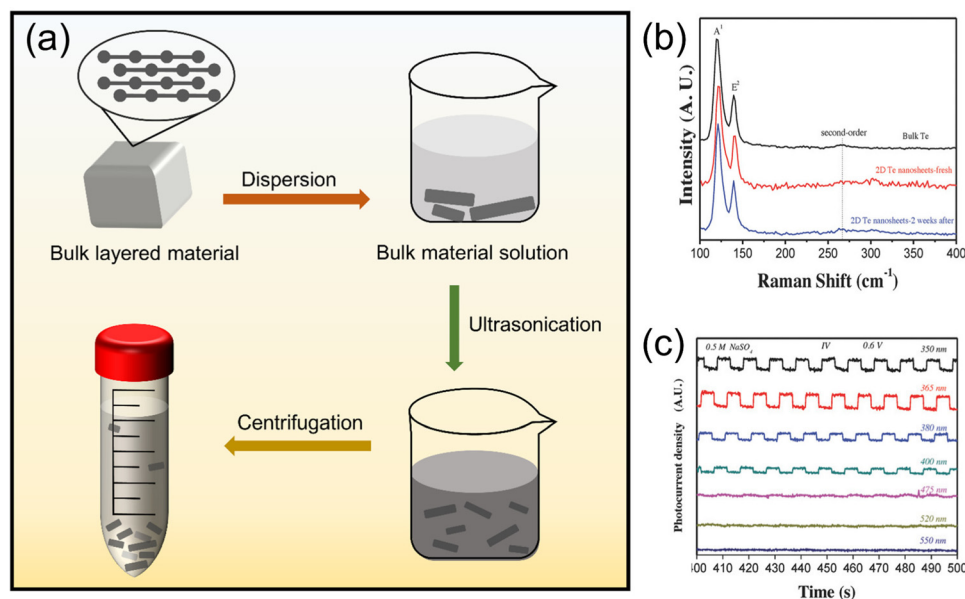 (a)
Bulk layered material
Dispersion
Bulk material solution
Ultrasonication
Centrifugation
(b)
Intensity (A. U.)
A¹
E²
second-order
Bulk Te
2D Te nanosheets-fresh
2D Te nanosheets-2 weeks after
100 150 200 250 300 350 400
Raman Shift (cm⁻¹)
(c)
Photocurrent density (A.U.)
0.5 M NaSO₄ IV 0.6 V 350 nm
365 nm
380 nm
400 nm
475 nm
520 nm
550 nm
400 410 420 430 440 450 460 470 480 490 500
Time (s)